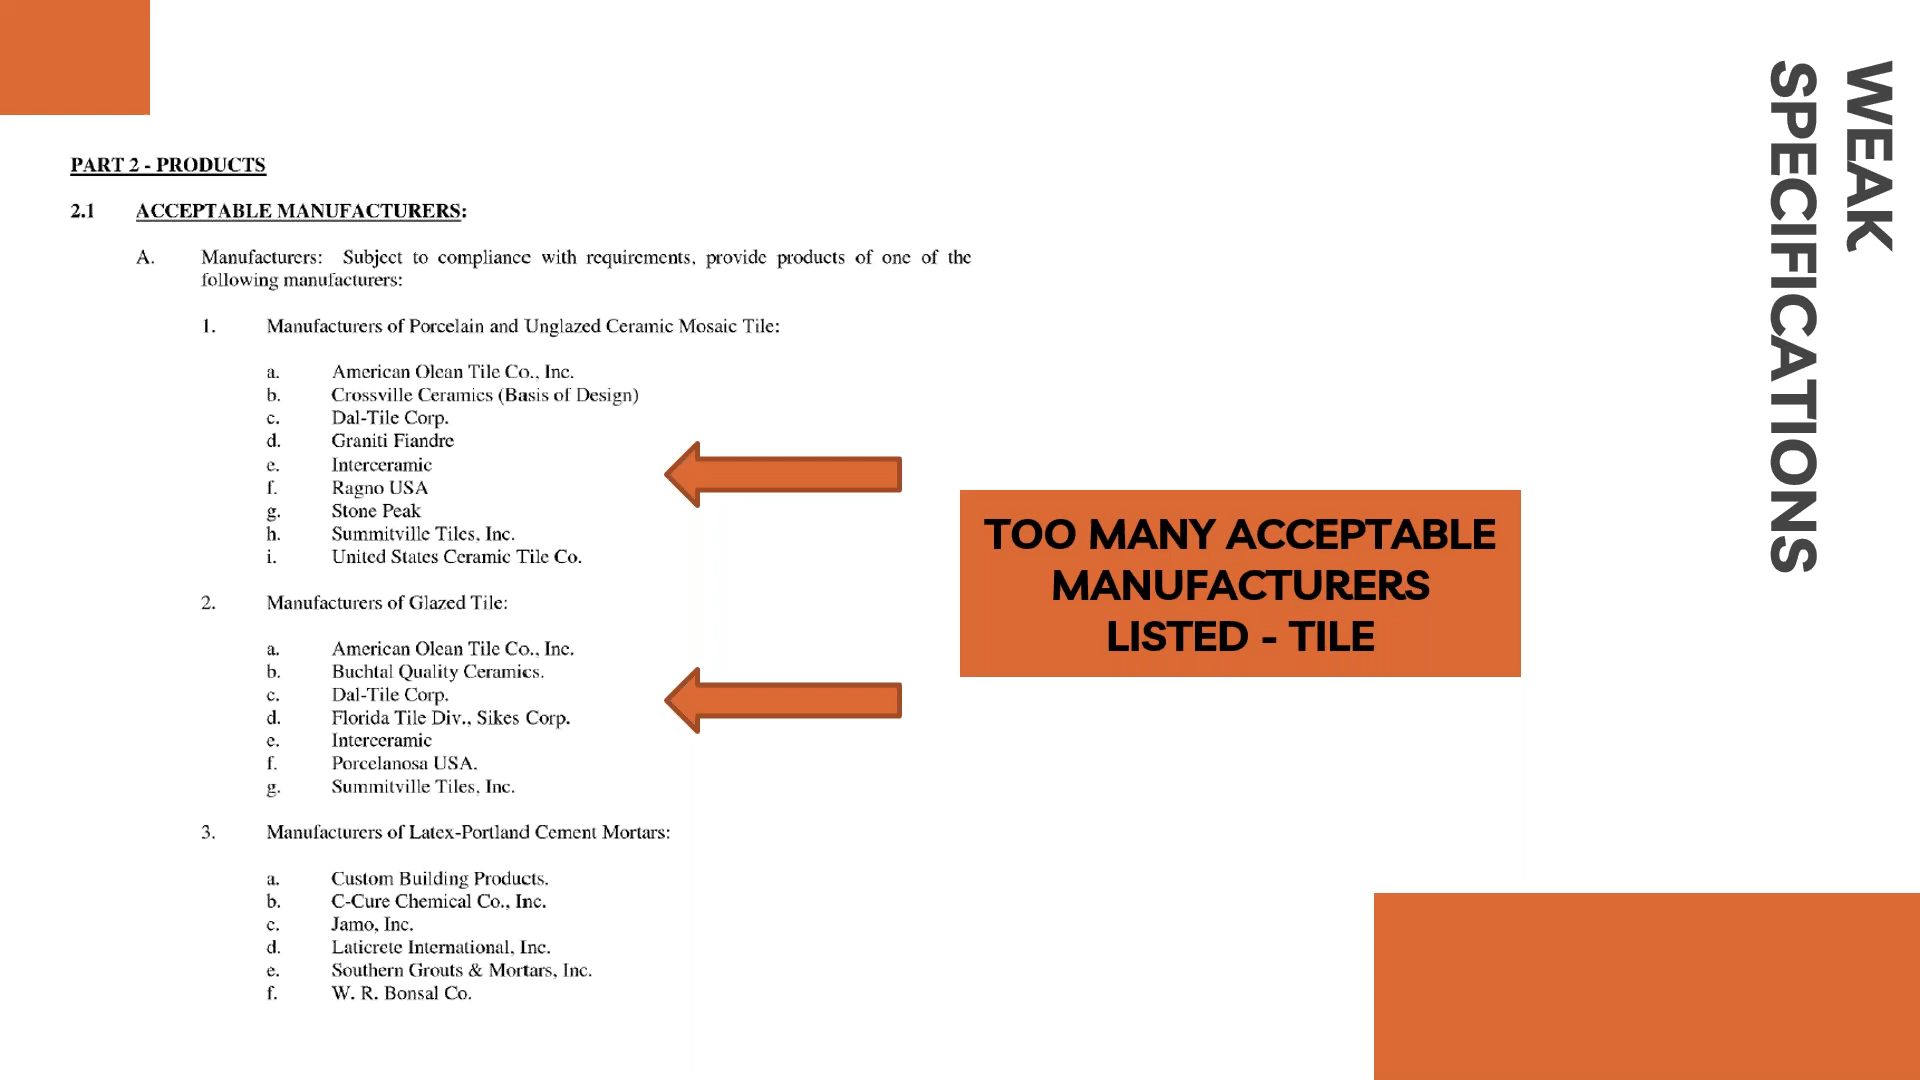 WEAK
SPECIFICATIONS
PART 2 - PRODUCTS
2.1 ACCEPTABLE MANUFACTURERS:
A. Manufacturers: Subject to compliance with requirements, provide products of one of the
following manufacturers:
1. Manufacturers of Porcelain and Unglazed Ceramic Mosaic Tile:
a. American Olean Tile Co., Inc.
b. Crossville Ceramics (Basis of Design)
c. Dal-Tile Corp.
d. Graniti Fiandre
e. Interceramic
f. Ragno USA
g. Stone Peak
h. Summitville Tiles, Inc.
i. United States Ceramic Tile Co.
2. Manufacturers of Glazed Tile:
a. American Olean Tile Co., Inc.
b. Buchtal Quality Ceramics.
c. Dal-Tile Corp.
d. Florida Tile Div., Sikes Corp.
e. Interceramic
f. Porcelanosa USA.
g. Summitville Tiles, Inc.
3. Manufacturers of Latex-Portland Cement Mortars:
a. Custom Building Products.
b. C-Cure Chemical Co., Inc.
c. Jamo, Inc.
d. Laticrete International, Inc.
e. Southern Grouts & Mortars, Inc.
f. W. R. Bonsal Co.
TOO MANY ACCEPTABLE
MANUFACTURERS
LISTED - TILE